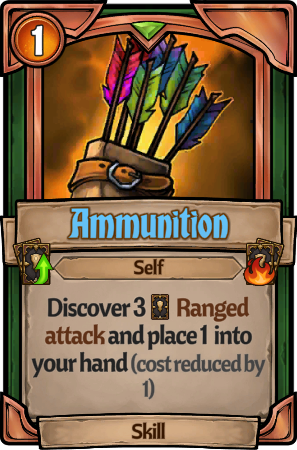 1
Ammunition
Self
Discover 3 Ranged
attack and place 1 into
your hand (cost reduced by
1)
Skill